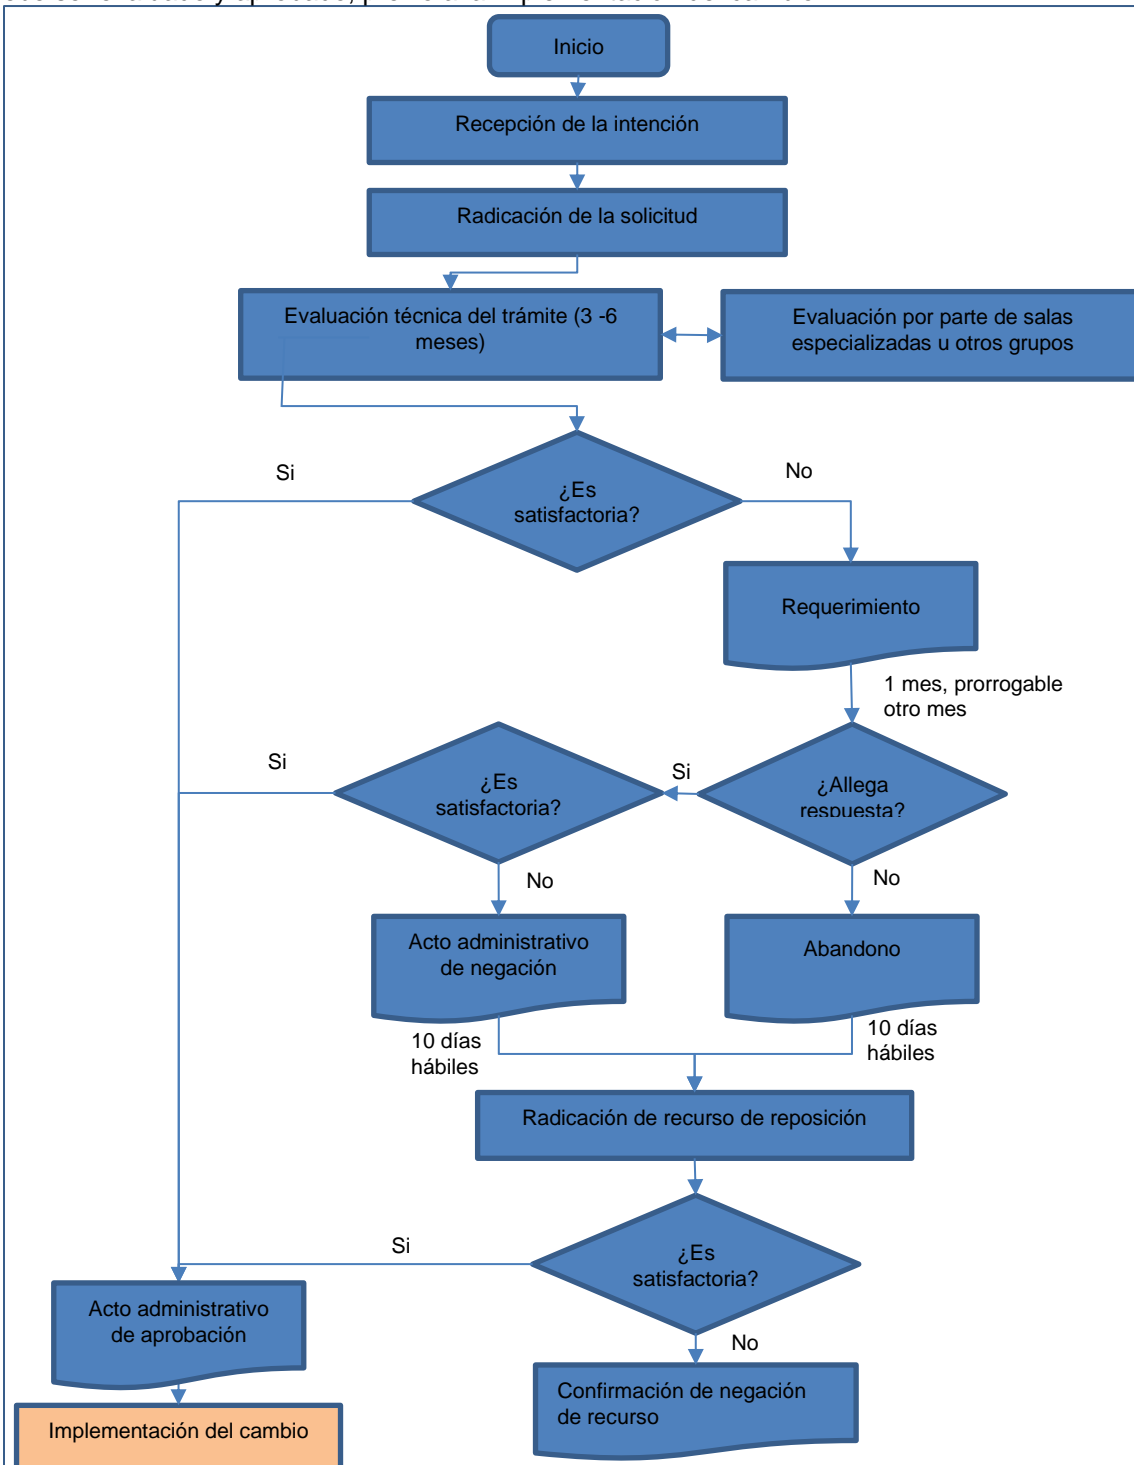 Inicio
Recepción de la intención
Radicación de la solicitud
Evaluación técnica del trámite (3 -6
meses)
Evaluación por parte de salas
especializadas u otros grupos
Si
No
¿Es
satisfactoria?
Requerimiento
1 mes, prorrogable
otro mes
Si
¿Es
satisfactoria?
Si
¿Allega
respuesta?
No
No
Acto administrativo
de negación
Abandono
10 días
hábiles
10 días
hábiles
Radicación de recurso de reposición
Si
¿Es
satisfactoria?
Acto administrativo
de aprobación
No
Implementación del cambio
Confirmación de negación
de recurso